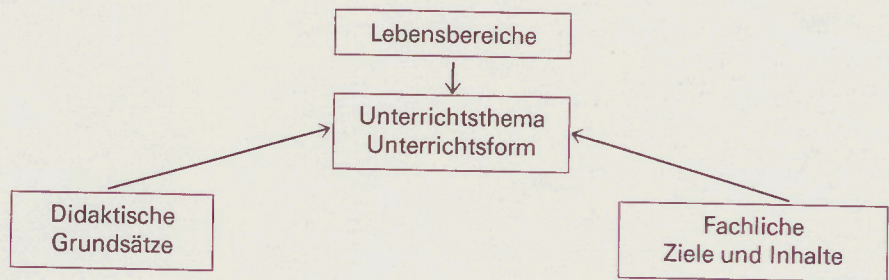 Lebensbereiche
Unterrichtsthema
Unterrichtsform
Didaktische
Grundsätze
Fachliche
Ziele und Inhalte